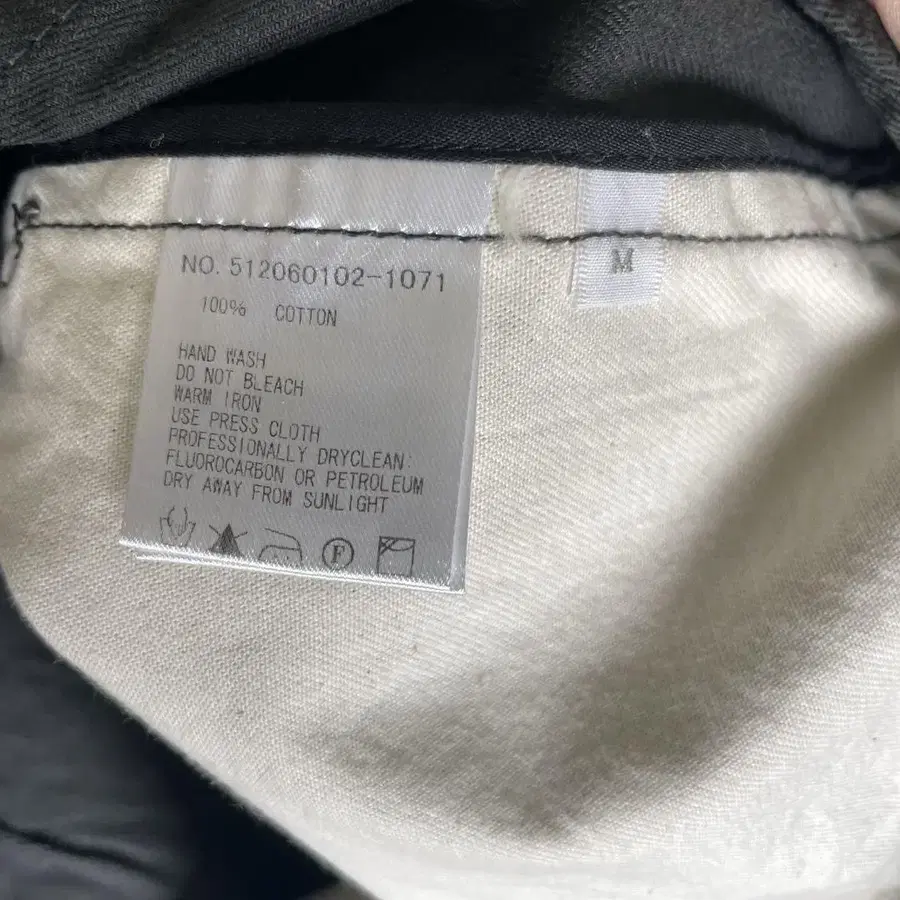 NO. 512060102-1071
100% COTTON
HAND WASH
DO NOT BLEACH
WARM IRON
USE PRESS CLOTH
PROFESSIONALLY DRYCLEAN:
FLUOROCARBON OR PETROLEUM
DRY AWAY FROM SUNLIGHT
F
M